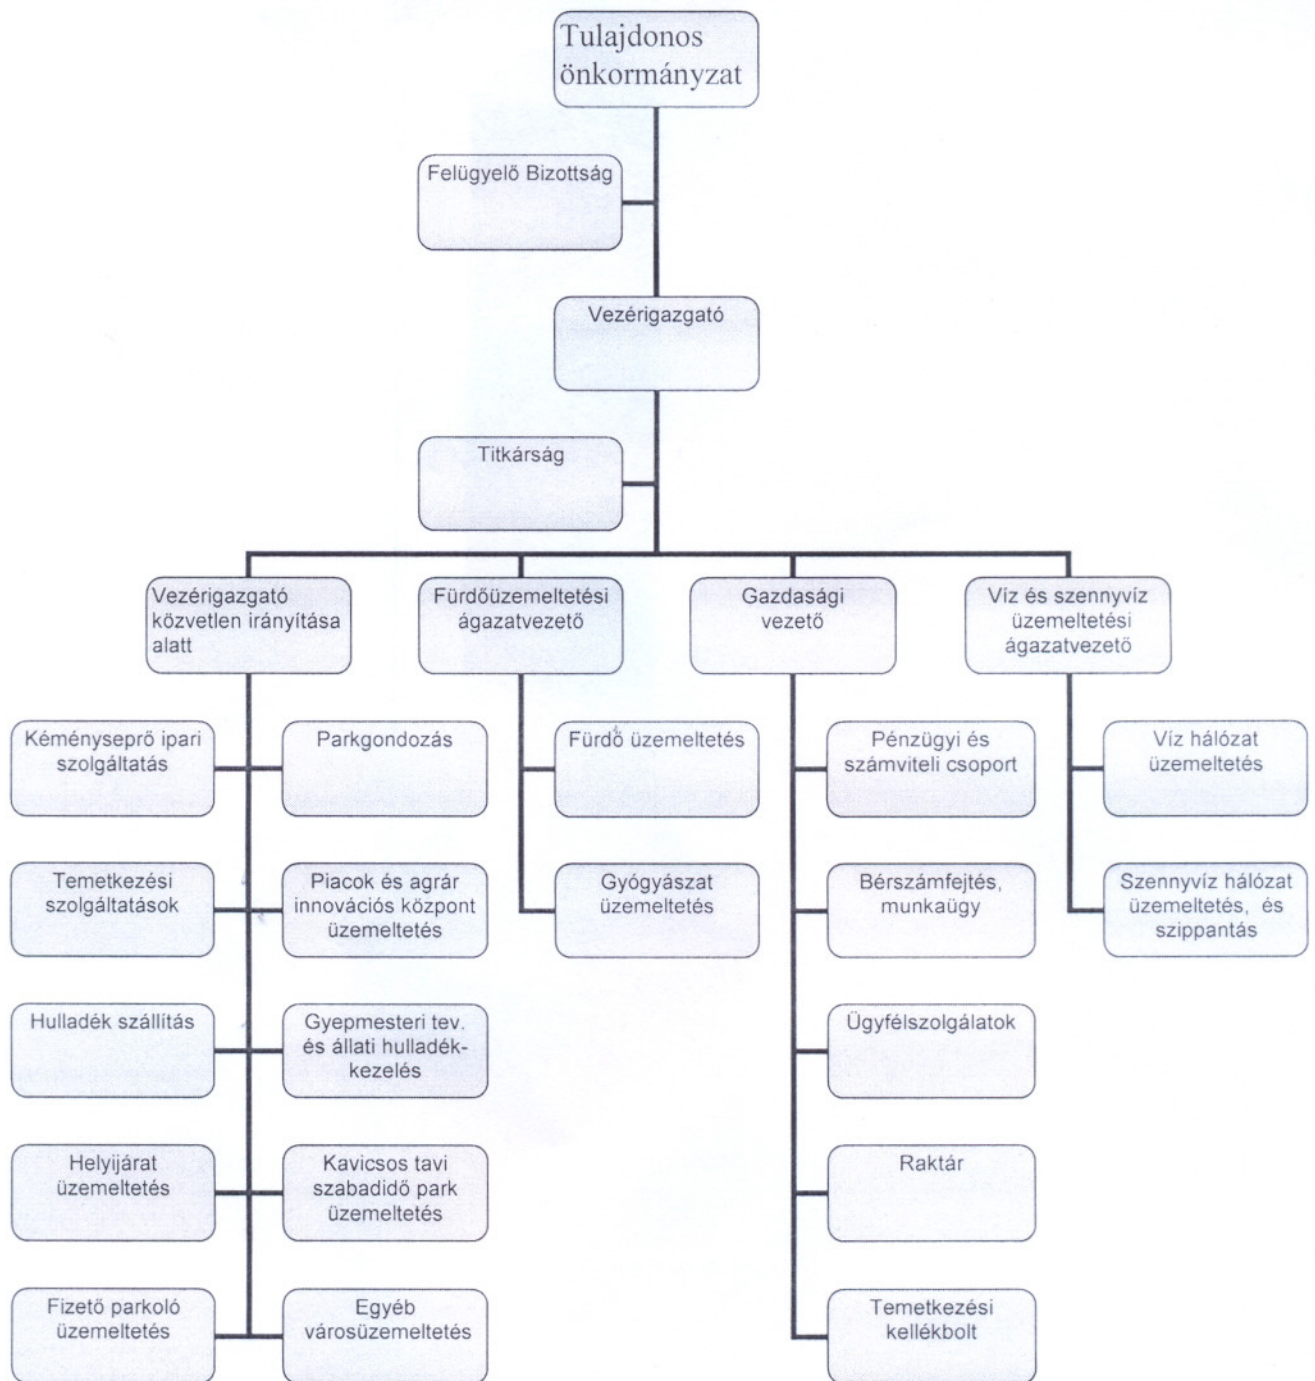 Tulajdonos
önkormányzat
Felügyelő Bizottság
Vezérigazgató
Titkárság
Vezérigazgató
közvetlen irányítása
alatt
Fürdőüzemeltetési
ágazatvezető
Gazdasági
vezető
Víz és szennyvíz
üzemeltetési
ágazatvezető
Kéményseprő ipari
szolgáltatás
Parkgondozás
Fürdő üzemeltetés
Pénzügyi és
számviteli csoport
Víz hálózat
üzemeltetés
Temetkezési
szolgáltatások
Piacok és agrár
innovációs központ
üzemeltetés
Gyógyászat
üzemeltetés
Bérszámfejtés,
munkaügy
Szennyvíz hálózat
üzemeltetés, és
szippantás
Hulladék szállítás
Gyepmesteri tev.
és állati hulladék-
kezelés
Ügyfélszolgálatok
Helyijárat
üzemeltetés
Kavicsos tavi
szabadidő park
üzemeltetés
Raktár
Fizető parkoló
üzemeltetés
Egyéb
városüzemeltetés
Temetkezési
kellékbolt